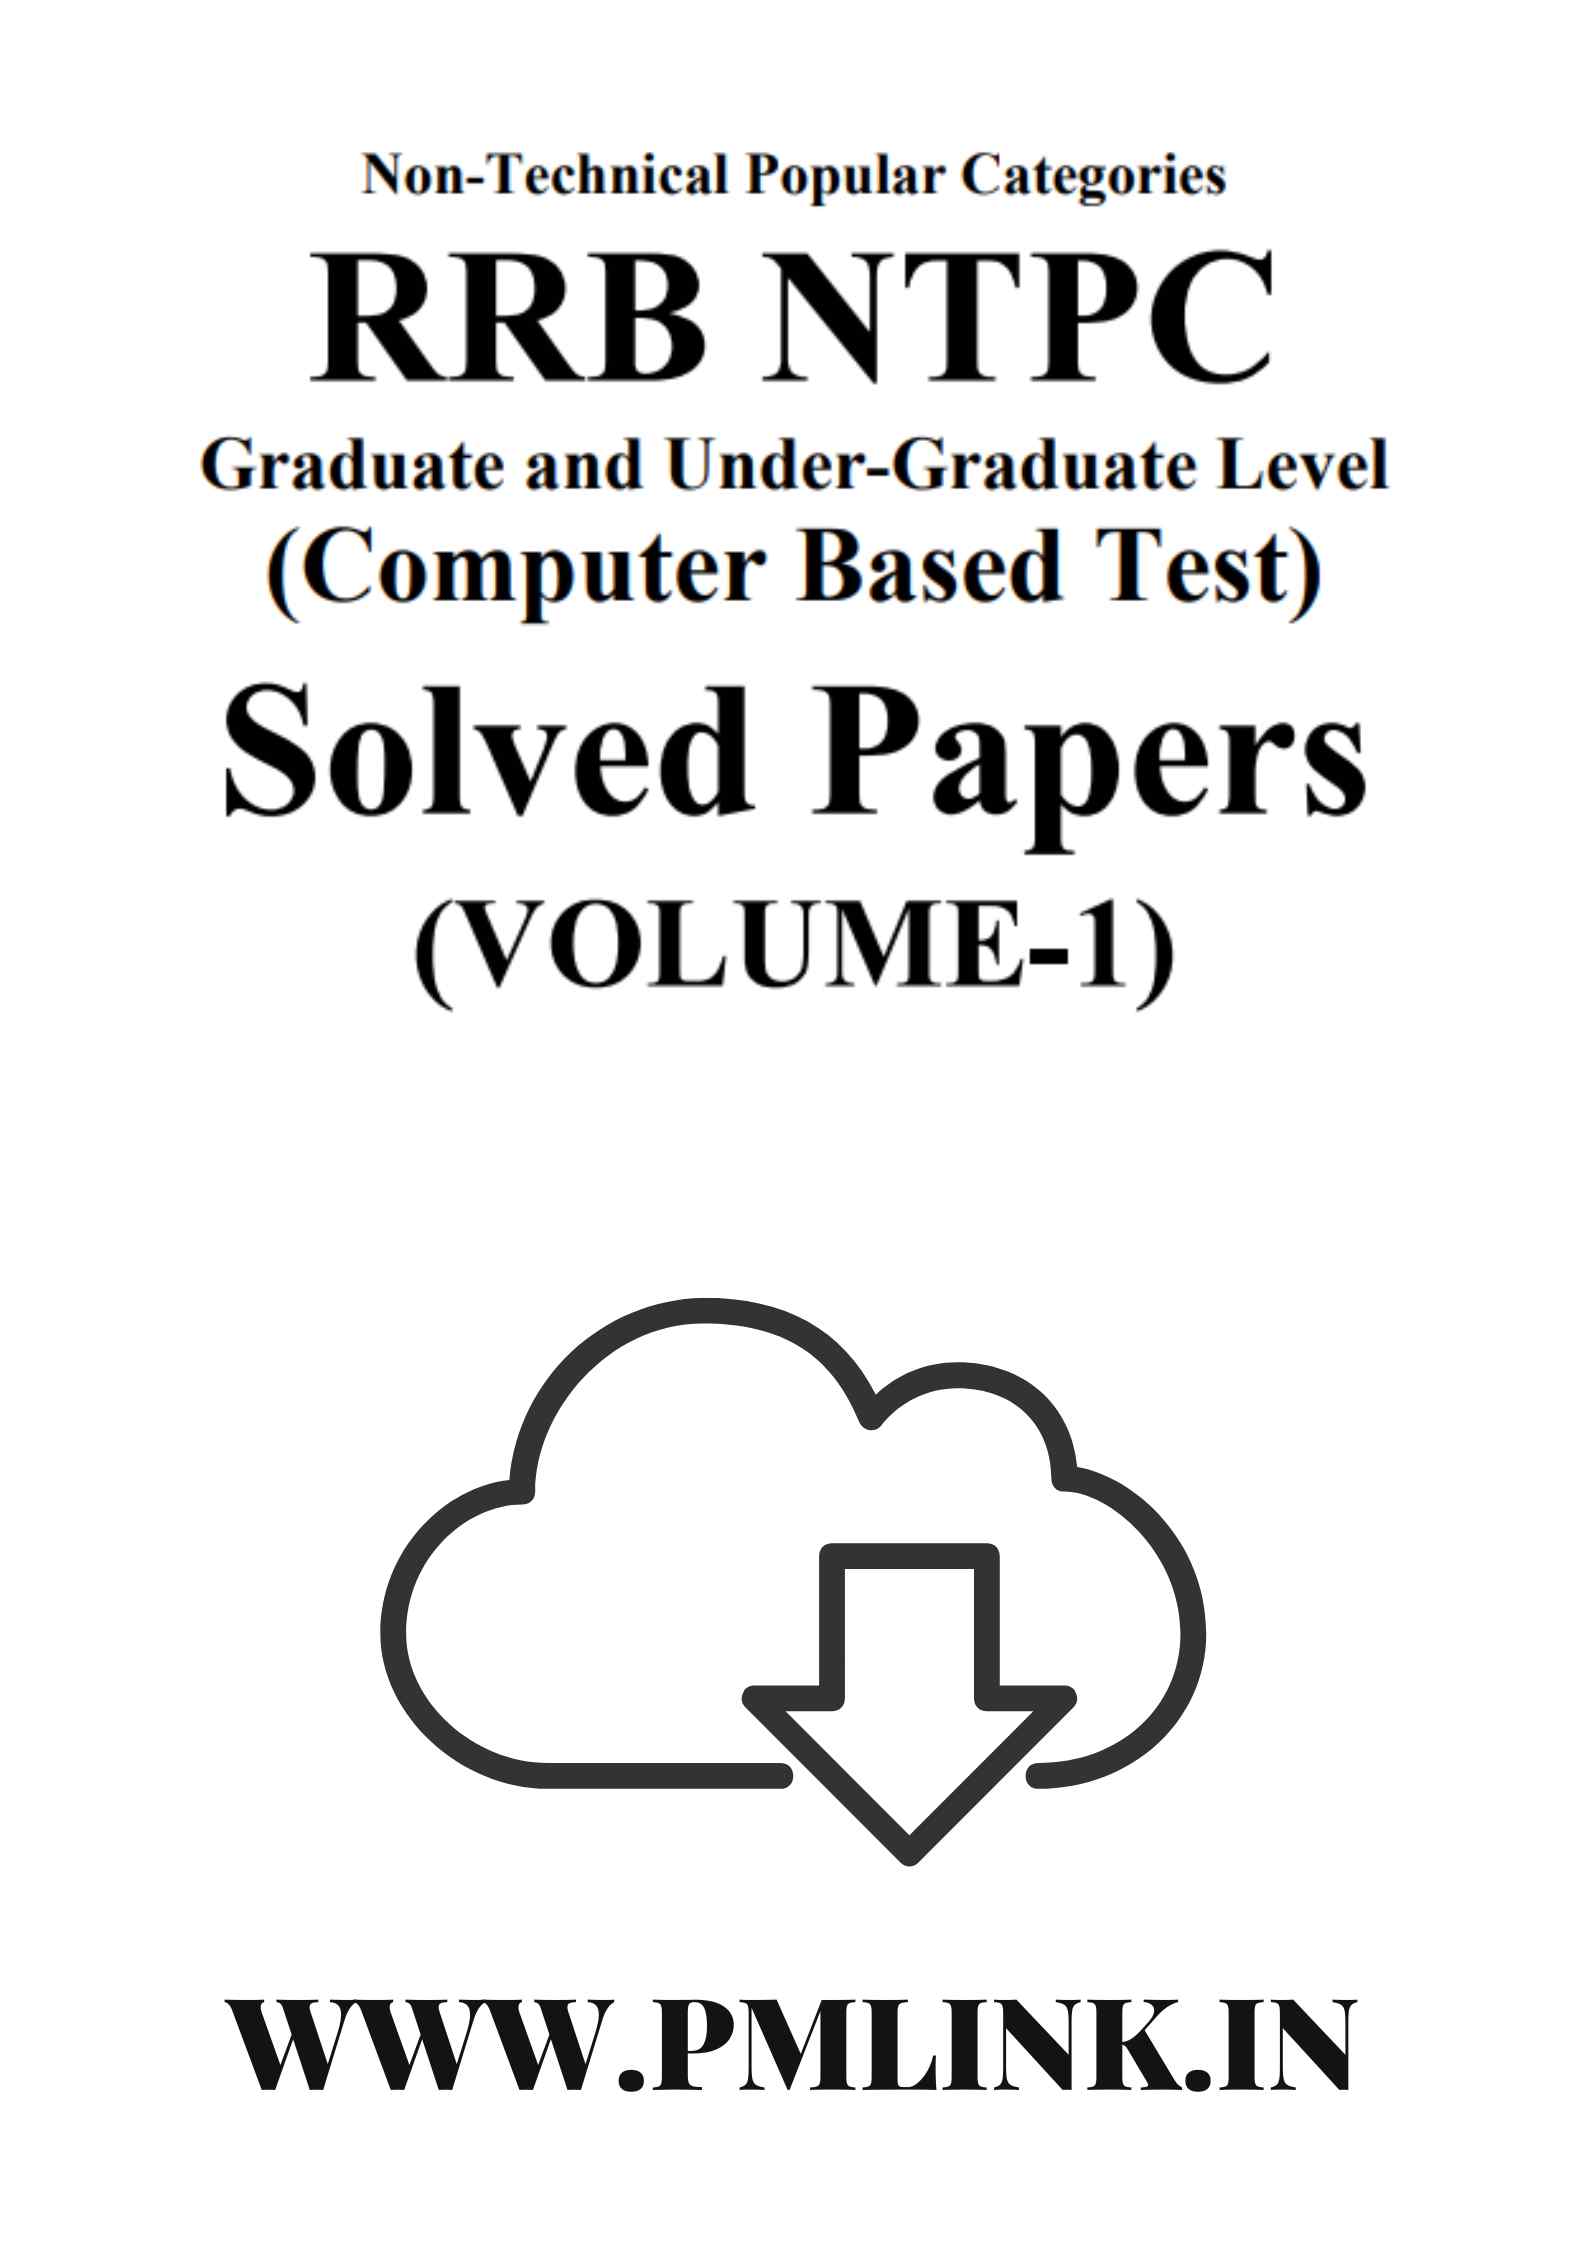 Non-Technical Popular Categories
RRB NTPC
Graduate and Under-Graduate Level
(Computer Based Test)
Solved Papers
(VOLUME-1)
WWW.PMLINK.IN